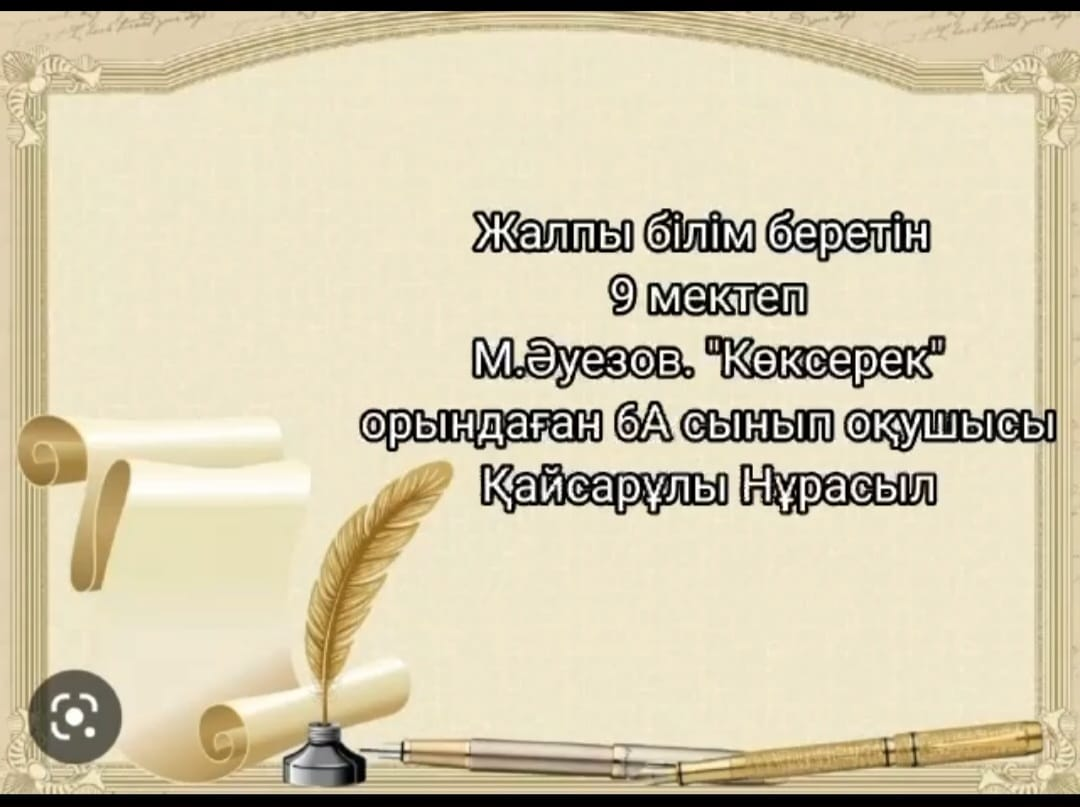 Жалпы білім беретін
9 мектеп
М.Әуезов. "Көксерек"
орындаған 6А сынып оқушысы
Қайсарұлы Нұрасыл